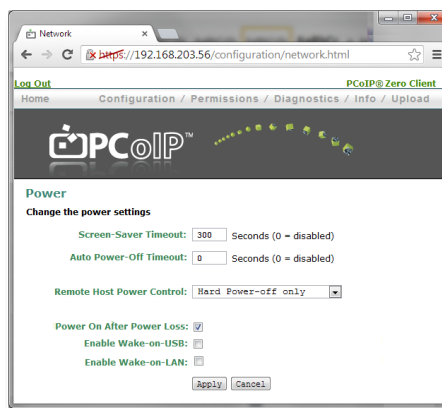 Network
https://192.168.203.56/configuration/network.html
Log Out
PCoIP® Zero Client
Home Configuration / Permissions / Diagnostics / Info / Upload
PCoIP™
Power
Change the power settings
Screen-Saver Timeout: 300 Seconds (0 = disabled)
Auto Power-Off Timeout: 0 Seconds (0 = disabled)
Remote Host Power Control: Hard Power-off only
Power On After Power Loss:
Enable Wake-on-USB:
Enable Wake-on-LAN:
Apply Cancel